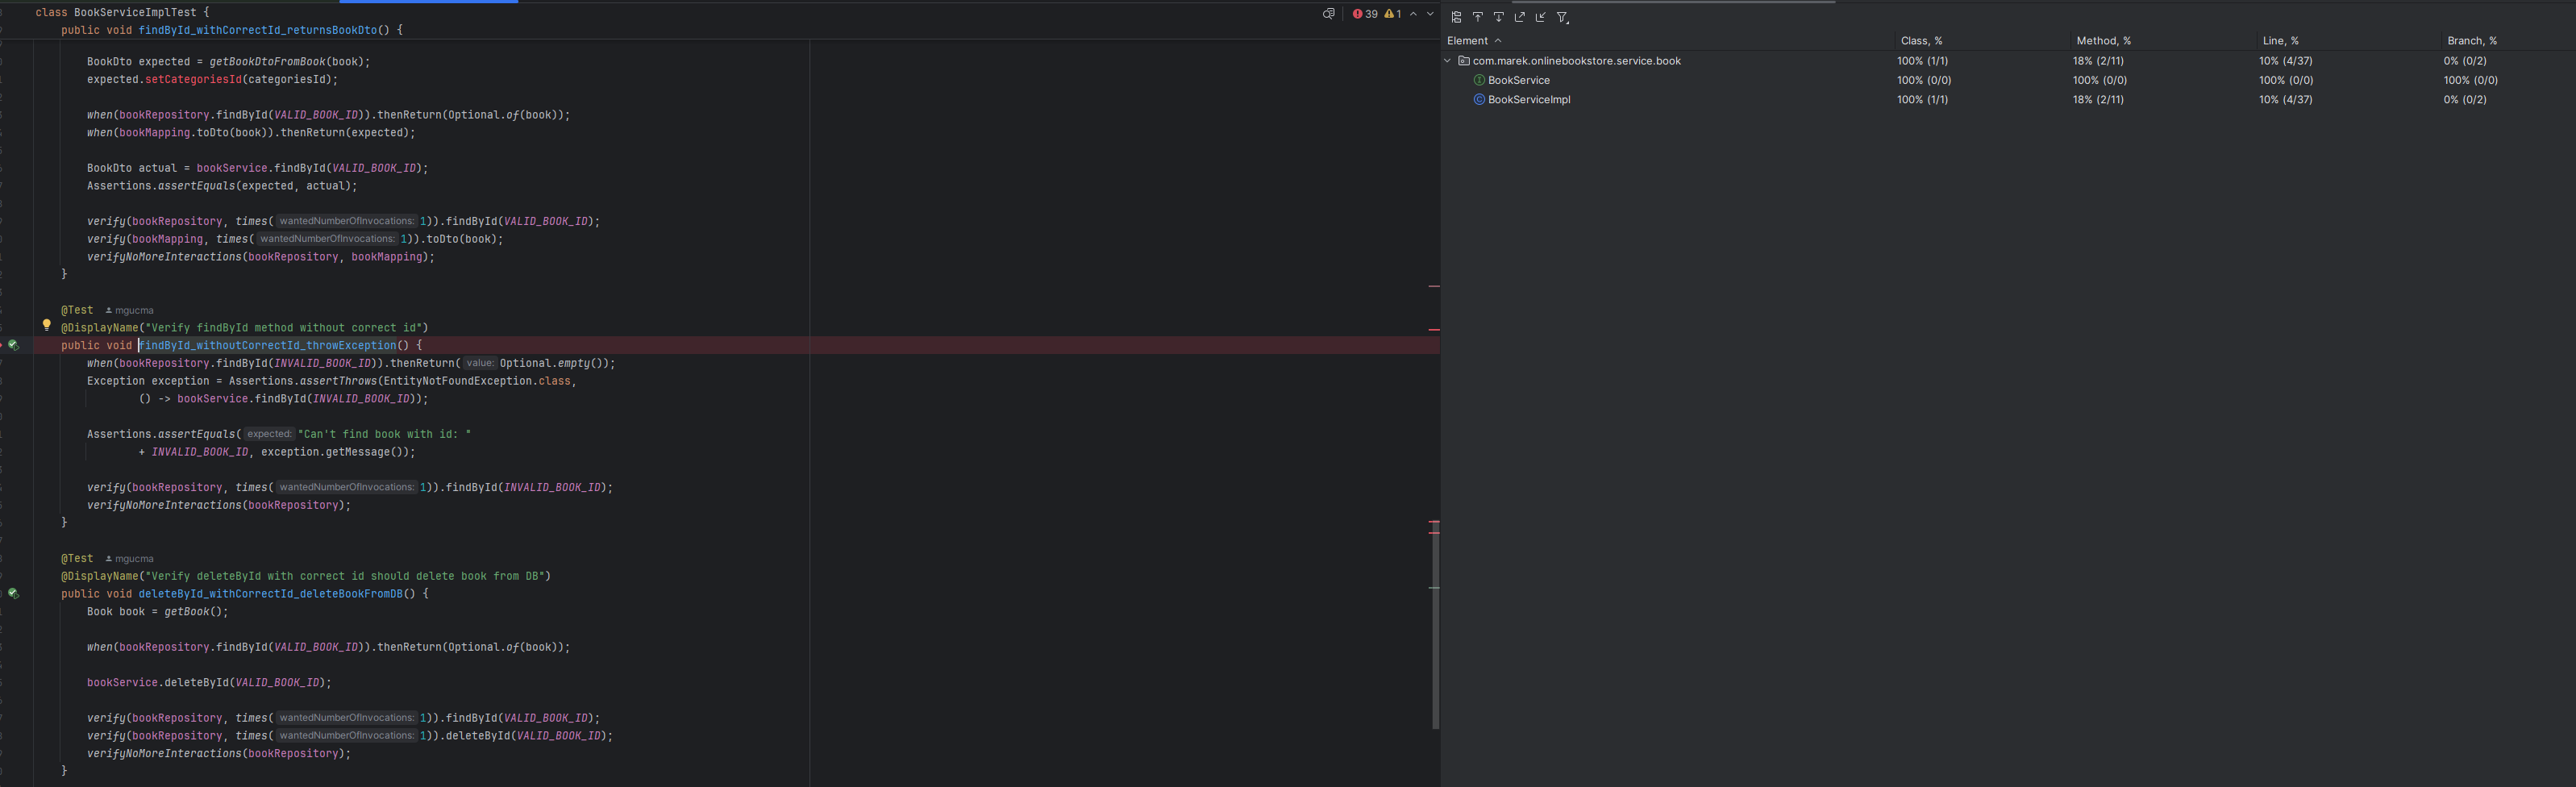 class BookServiceImplTest {
39 1
public void findById_withCorrectId_returnsBookDto() {
BookDto expected = getBookDtoFromBook(book);
expected.setCategoriesId(categoriesId);
when(bookRepository.findById(VALID_BOOK_ID)).thenReturn(Optional.of(book));
when(bookMapping.toDto(book)).thenReturn(expected);
BookDto actual = bookService.findById(VALID_BOOK_ID);
Assertions.assertEquals(expected, actual);
verify(bookRepository, times( wantedNumberOfInvocations: 1)).findById(VALID_BOOK_ID);
verify(bookMapping, times( wantedNumberOfInvocations: 1)).toDto(book);
verifyNoMoreInteractions(bookRepository, bookMapping);
}
@Test mgucma
@DisplayName("Verify findById method without correct id")
public void findById_withoutCorrectId_throwException() {
when(bookRepository.findById(INVALID_BOOK_ID)).thenReturn( value: Optional.empty());
Exception exception = Assertions.assertThrows(EntityNotFoundException.class,
() -> bookService.findById(INVALID_BOOK_ID));
Assertions.assertEquals( expected: "Can't find book with id: "
+ INVALID_BOOK_ID, exception.getMessage());
verify(bookRepository, times( wantedNumberOfInvocations: 1)).findById(INVALID_BOOK_ID);
verifyNoMoreInteractions(bookRepository);
}
@Test mgucma
@DisplayName("Verify deleteById with correct id should delete book from DB")
public void deleteById_withCorrectId_deleteBookFromDB() {
Book book = getBook();
when(bookRepository.findById(VALID_BOOK_ID)).thenReturn(Optional.of(book));
bookService.deleteById(VALID_BOOK_ID);
verify(bookRepository, times( wantedNumberOfInvocations: 1)).findById(VALID_BOOK_ID);
verify(bookRepository, times( wantedNumberOfInvocations: 1)).deleteById(VALID_BOOK_ID);
verifyNoMoreInteractions(bookRepository);
}
Element Class, % Method, % Line, % Branch, %
com.marek.onlinebookstore.service.book 100% (1/1) 18% (2/11) 10% (4/37) 0% (0/2)
BookService 100% (0/0) 100% (0/0) 100% (0/0) 100% (0/0)
BookServiceImpl 100% (1/1) 18% (2/11) 10% (4/37) 0% (0/2)